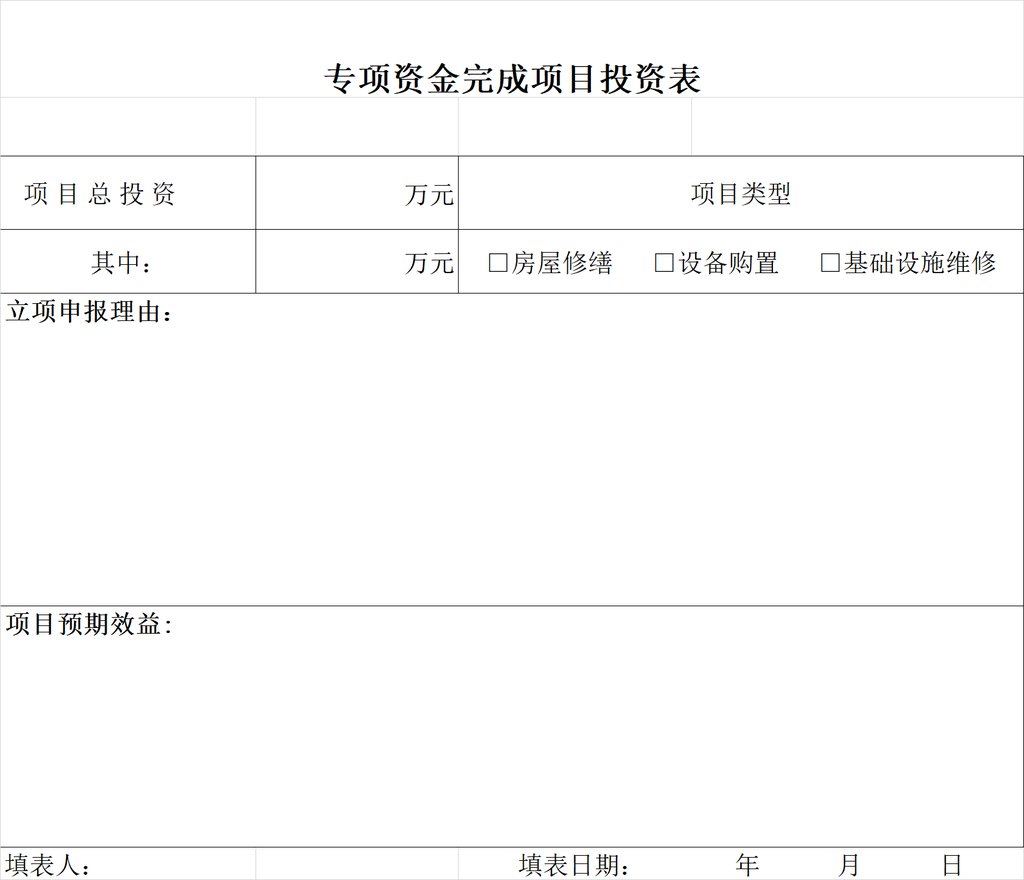 专项资金完成项目投资表
项目总投资 万元 项目类型
其中： 万元 □房屋修缮 □设备购置 □基础设施维修
立项申报理由：
项目预期效益：
填表人： 填表日期： 年 月 日